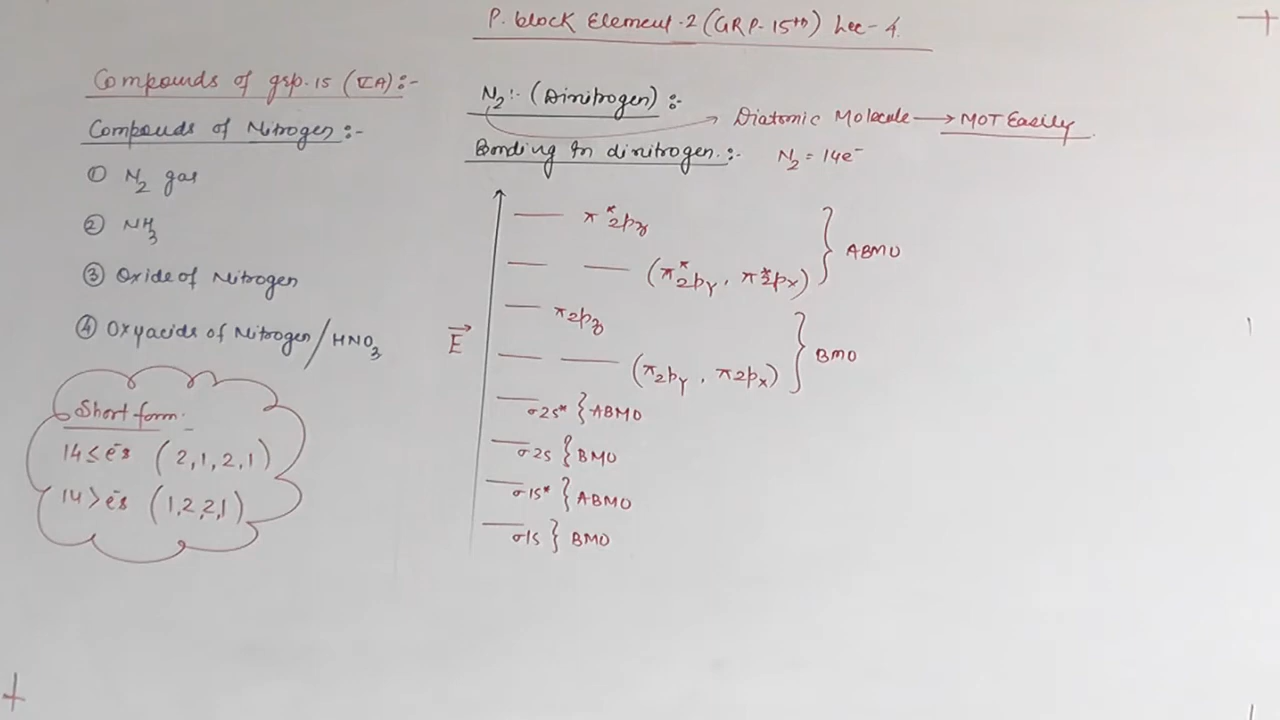 P. block Element-2 (GRP-15th) Lec-4.
Compounds of grp.15 (VA):-
Compouds of Nitrogen:-
① N2 gas
② NH3
③ Oxide of Nitrogen
④ Oxyacids of Nitrogen/HNO3
Short form:
14≤e̅s (2,1,2,1)
14>e̅s (1,2,2,1)
N2:- (Dinitrogen):-
Diatomic Molecule → MOT Easily
Bonding In dinitrogen:- N2 = 14e-
π*2pz
(π*2py, π*2px) } ABMO
π2pz
(π2py, π2px) } BMO
E
σ2s* } ABMO
σ2s { BMO
σ1s* } ABMO
σ1s } BMO